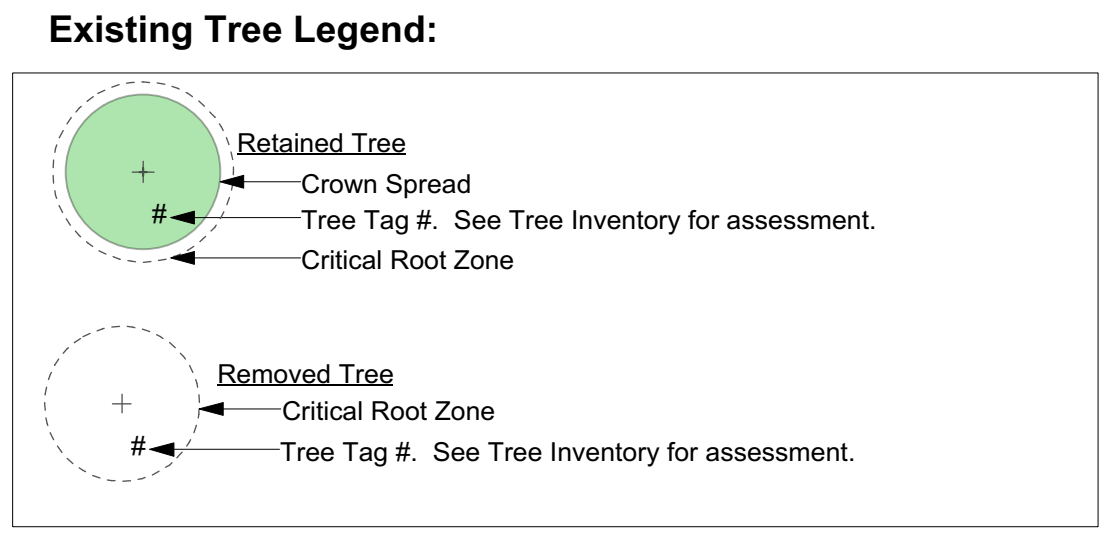 Existing Tree Legend:
Retained Tree
Crown Spread
# Tree Tag #.  See Tree Inventory for assessment.
Critical Root Zone
Removed Tree
Critical Root Zone
# Tree Tag #.  See Tree Inventory for assessment.